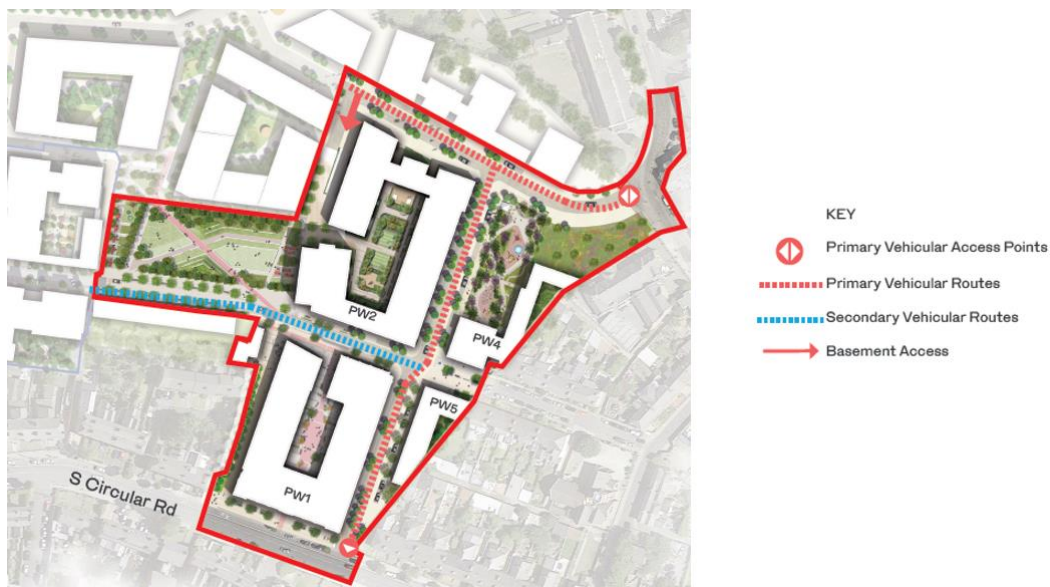 PW2
PW4
PW5
PW1
S Circular Rd
KEY
Primary Vehicular Access Points
Primary Vehicular Routes
Secondary Vehicular Routes
Basement Access